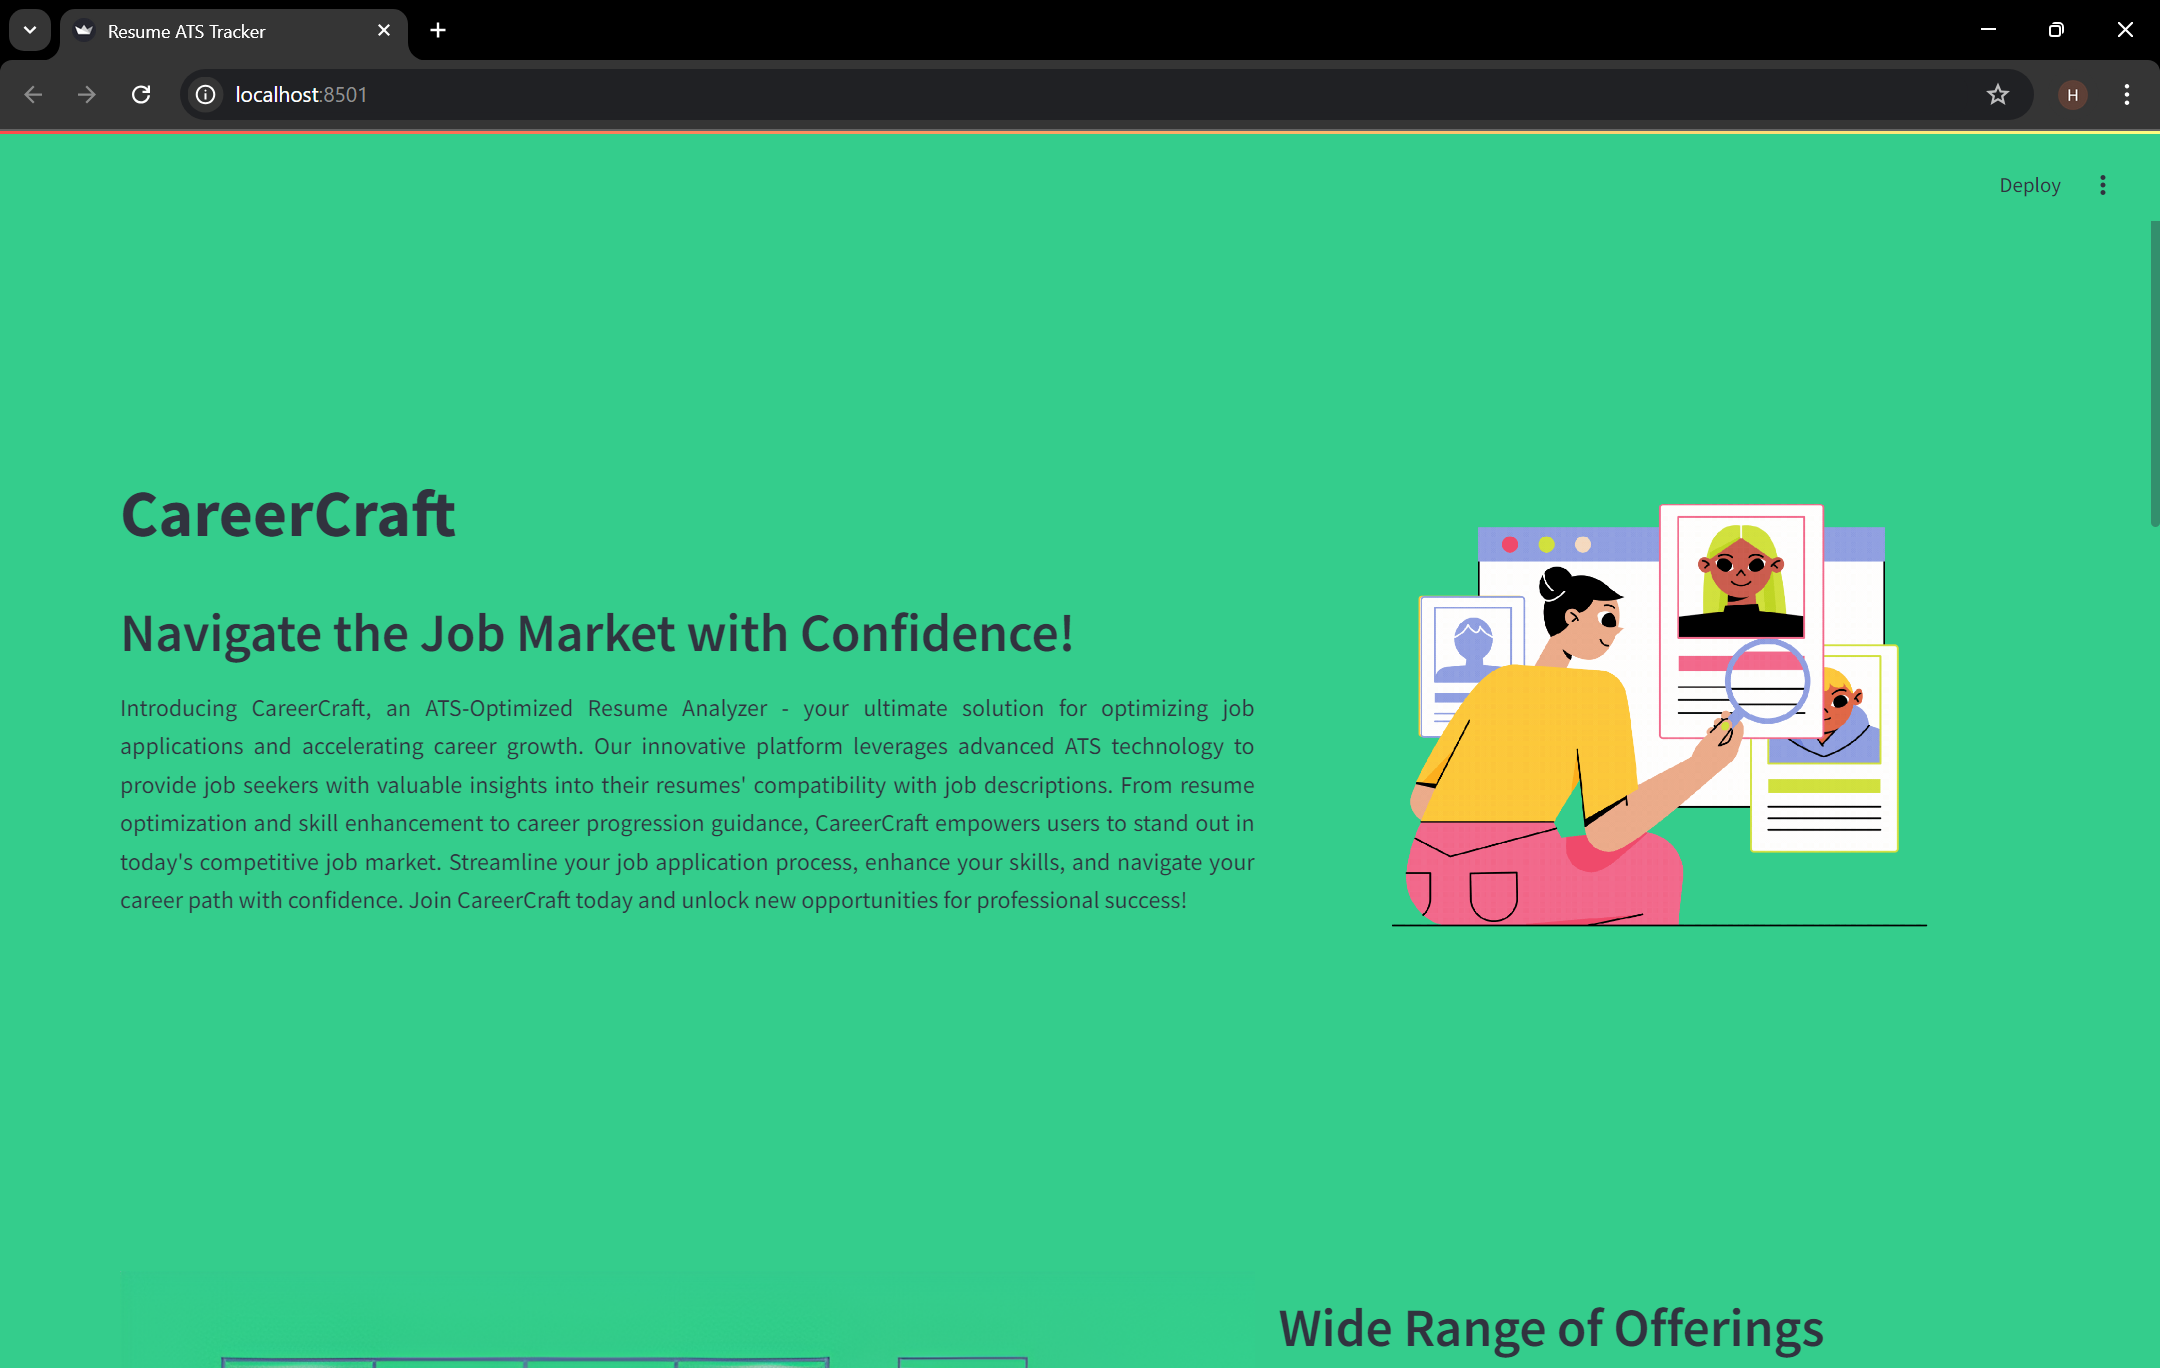 Resume ATS Tracker
localhost:8501
H
Deploy
CareerCraft
Navigate the Job Market with Confidence!
Introducing CareerCraft, an ATS-Optimized Resume Analyzer - your ultimate solution for optimizing job
applications and accelerating career growth. Our innovative platform leverages advanced ATS technology to
provide job seekers with valuable insights into their resumes' compatibility with job descriptions. From resume
optimization and skill enhancement to career progression guidance, CareerCraft empowers users to stand out in
today's competitive job market. Streamline your job application process, enhance your skills, and navigate your
career path with confidence. Join CareerCraft today and unlock new opportunities for professional success!
Wide Range of Offerings